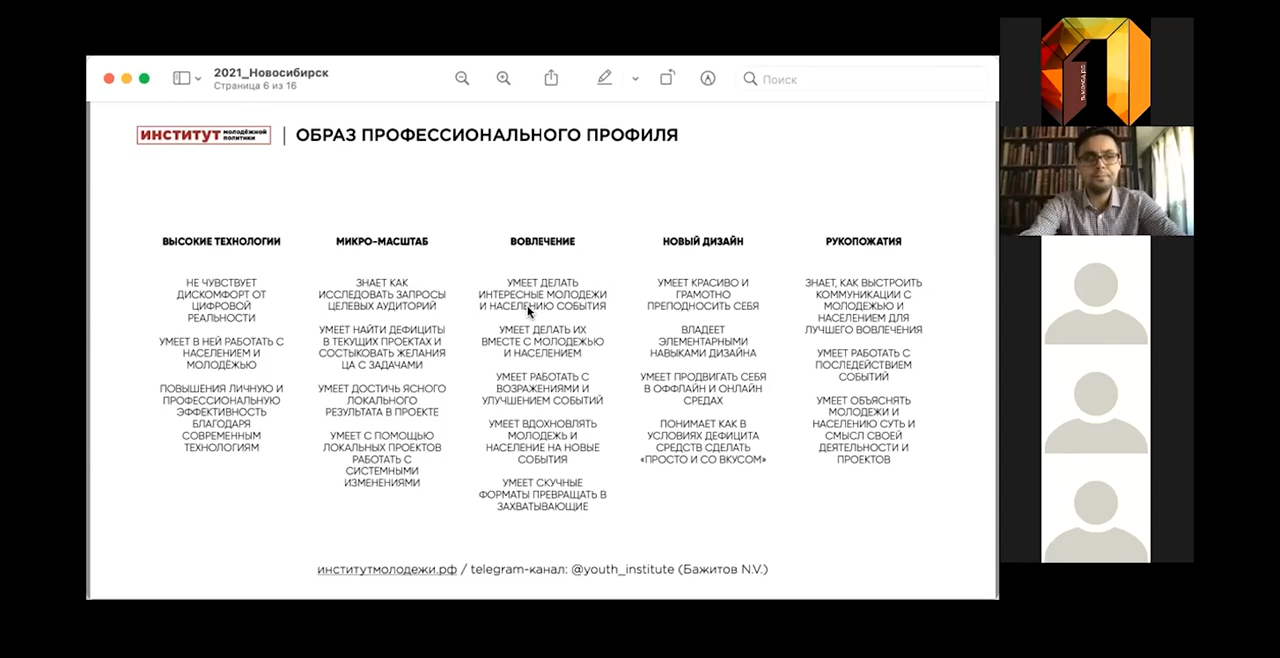 2021_Новосибирск
Страница 6 из 16
Поиск
ИНСТИТУТ МОЛОДЁЖНОЙ ПОЛИТИКИ
ОБРАЗ ПРОФЕССИОНАЛЬНОГО ПРОФИЛЯ
ВЫСОКИЕ ТЕХНОЛОГИИ
НЕ ЧУВСТВУЕТ
ДИСКОМФОРТ ОТ
ЦИФРОВОЙ
РЕАЛЬНОСТИ
УМЕЕТ В НЕЙ РАБОТАТЬ С
НАСЕЛЕНИЕМ И
МОЛОДЁЖЬЮ
ПОВЫШЕНИЯ ЛИЧНУЮ И
ПРОФЕССИОНАЛЬНУЮ
ЭФФЕКТИВНОСТЬ
БЛАГОДАРЯ
СОВРЕМЕННЫМ
ТЕХНОЛОГИЯМ
МИКРО-МАСШТАБ
ЗНАЕТ КАК
ИССЛЕДОВАТЬ ЗАПРОСЫ
ЦЕЛЕВЫХ АУДИТОРИЙ
УМЕЕТ НАЙТИ ДЕФИЦИТЫ
В ТЕКУЩИХ ПРОЕКТАХ И
СОСТЫКОВАТЬ ЖЕЛАНИЯ
ЦА С ЗАДАЧАМИ
УМЕЕТ ДОСТИЧЬ ЯСНОГО
ЛОКАЛЬНОГО
РЕЗУЛЬТАТА В ПРОЕКТЕ
УМЕЕТ С ПОМОЩЬЮ
ЛОКАЛЬНЫХ ПРОЕКТОВ
РАБОТАТЬ С
СИСТЕМНЫМИ
ИЗМЕНЕНИЯМИ
ВОВЛЕЧЕНИЕ
УМЕЕТ ДЕЛАТЬ
ИНТЕРЕСНЫЕ МОЛОДЕЖИ
И НАСЕЛЕНИЮ СОБЫТИЯ
УМЕЕТ ДЕЛАТЬ ИХ
ВМЕСТЕ С МОЛОДЕЖЬЮ
И НАСЕЛЕНИЕМ
УМЕЕТ РАБОТАТЬ С
ВОЗРАЖЕНИЯМИ И
УЛУЧШЕНИЕМ СОБЫТИЙ
УМЕЕТ ВДОХНОВЛЯТЬ
МОЛОДЕЖЬ И
НАСЕЛЕНИЕ НА НОВЫЕ
СОБЫТИЯ
УМЕЕТ СКУЧНЫЕ
ФОРМАТЫ ПРЕВРАЩАТЬ В
ЗАХВАТЫВАЮЩИЕ
НОВЫЙ ДИЗАЙН
УМЕЕТ КРАСИВО И
ГРАМОТНО
ПРЕПОДНОСИТЬ СЕБЯ
ВЛАДЕЕТ
ЭЛЕМЕНТАРНЫМИ
НАВЫКАМИ ДИЗАЙНА
УМЕЕТ ПРОДВИГАТЬ СЕБЯ
В ОФФЛАЙН И ОНЛАЙН
СРЕДАХ
ПОНИМАЕТ КАК В
УСЛОВИЯХ ДЕФИЦИТА
СРЕДСТВ СДЕЛАТЬ
«ПРОСТО И СО ВКУСОМ»
РУКОПОЖАТИЯ
ЗНАЕТ, КАК ВЫСТРОИТЬ
КОММУНИКАЦИИ С
МОЛОДЕЖЬЮ И
НАСЕЛЕНИЕМ ДЛЯ
ЛУЧШЕГО ВОВЛЕЧЕНИЯ
УМЕЕТ РАБОТАТЬ С
ПОСЛЕДЕЙСТВИЕМ
СОБЫТИЙ
УМЕЕТ ОБЪЯСНЯТЬ
МОЛОДЕЖИ И
НАСЕЛЕНИЮ СУТЬ И
СМЫСЛ СВОЕЙ
ДЕЯТЕЛЬНОСТИ И
ПРОЕКТОВ
институтмолодежи.рф / telegram-канал: @youth_institute (Бажитов N.V.)